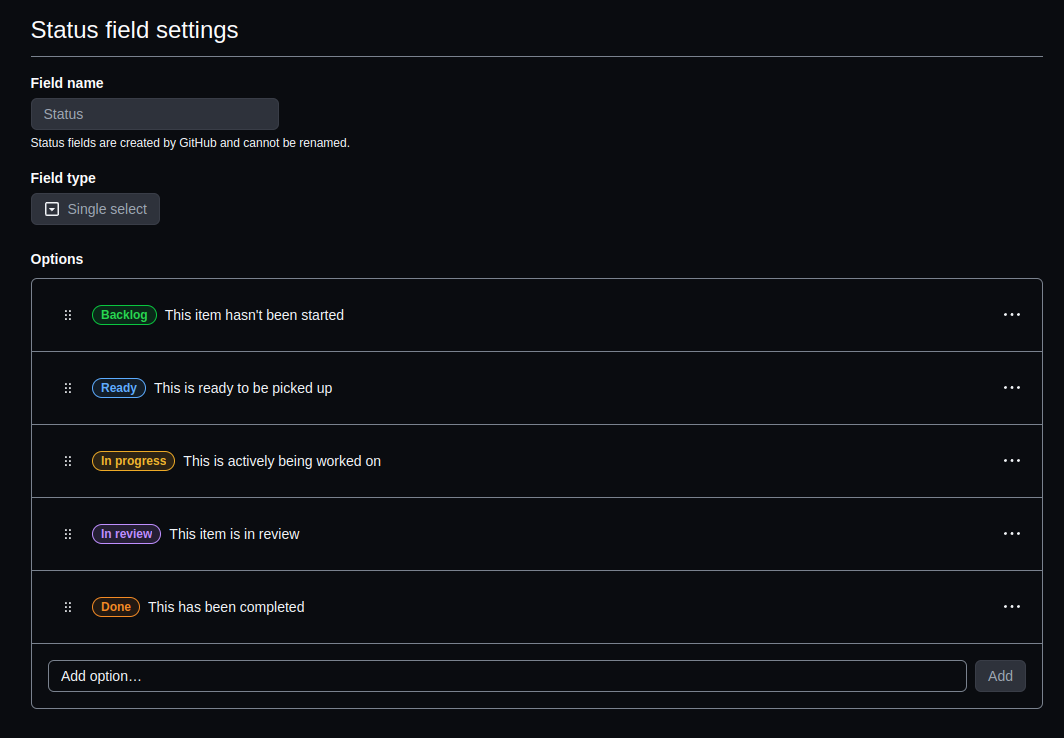 Status field settings
Field name
Status
Status fields are created by GitHub and cannot be renamed.
Field type
Single select
Options
Backlog This item hasn't been started
Ready This is ready to be picked up
In progress This is actively being worked on
In review This item is in review
Done This has been completed
Add option… Add